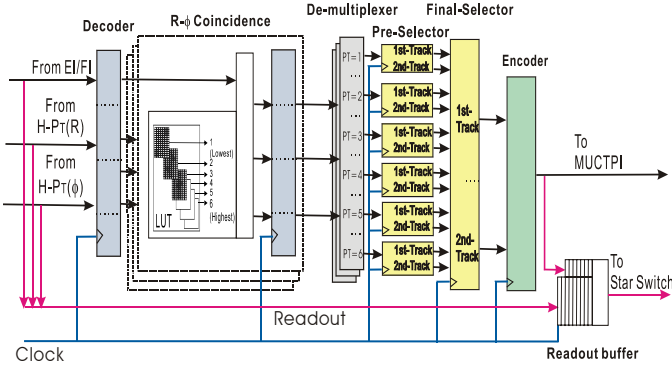 Decoder
R-ϕ Coincidence
De-multiplexer
Pre-Selector
Final-Selector
Encoder
From EI/FI
From
H-PT(R)
From
H-PT(ϕ)
1
(Lowest)
2
3
4
5
6
(Highest)
LUT
PT=1
PT=2
PT=3
PT=4
PT=5
PT=6
1st-Track
2nd-Track
1st-Track
2nd-Track
1st-Track
2nd-Track
1st-Track
2nd-Track
1st-Track
2nd-Track
1st-Track
2nd-Track
1st-
Track
2nd-
Track
To
MUCTPI
To
Star Switch
Readout
Clock
Readout buffer